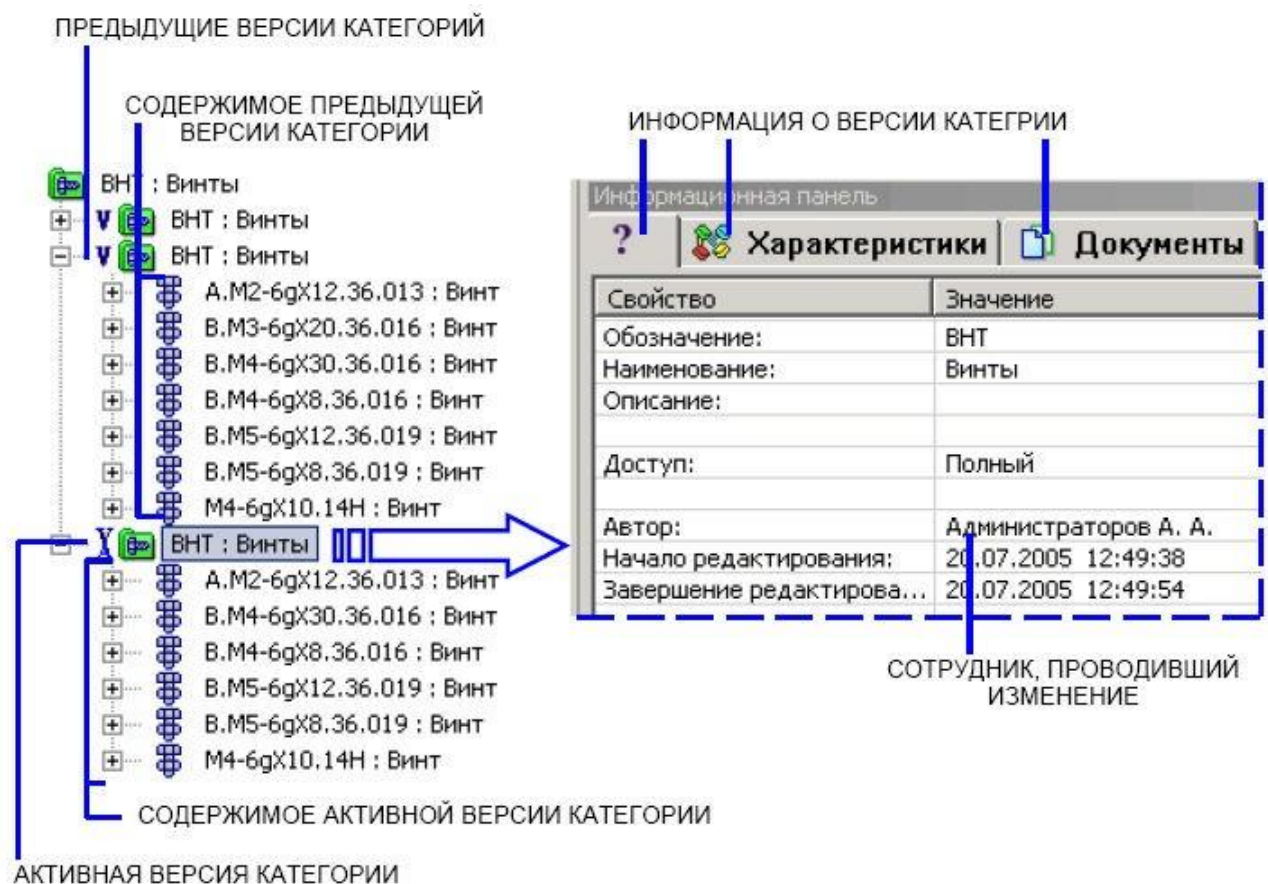 ПРЕДЫДУЩИЕ ВЕРСИИ КАТЕГОРИЙ
СОДЕРЖИМОЕ ПРЕДЫДУЩЕЙ
ВЕРСИИ КАТЕГОРИИ
ВНТ : Винты
V ВНТ : Винты
V ВНТ : Винты
A.M2-6gX12.36.013 : Винт
B.M3-6gX20.36.016 : Винт
B.M4-6gX30.36.016 : Винт
B.M4-6gX8.36.016 : Винт
B.M5-6gX12.36.019 : Винт
B.M5-6gX8.36.019 : Винт
M4-6gX10.14H : Винт
V ВНТ : Винты
A.M2-6gX12.36.013 : Винт
B.M4-6gX30.36.016 : Винт
B.M4-6gX8.36.016 : Винт
B.M5-6gX12.36.019 : Винт
B.M5-6gX8.36.019 : Винт
M4-6gX10.14H : Винт
СОДЕРЖИМОЕ АКТИВНОЙ ВЕРСИИ КАТЕГОРИИ
АКТИВНАЯ ВЕРСИЯ КАТЕГОРИИ
ИНФОРМАЦИЯ О ВЕРСИИ КАТЕГРИИ
Информационная панель
? Характеристики Документы
Свойство Значение
Обозначение: ВНТ
Наименование: Винты
Описание:
Доступ: Полный
Автор: Администраторов А. А.
Начало редактирования: 20.07.2005 12:49:38
Завершение редактирова... 20.07.2005 12:49:54
СОТРУДНИК, ПРОВОДИВШИЙ
ИЗМЕНЕНИЕ